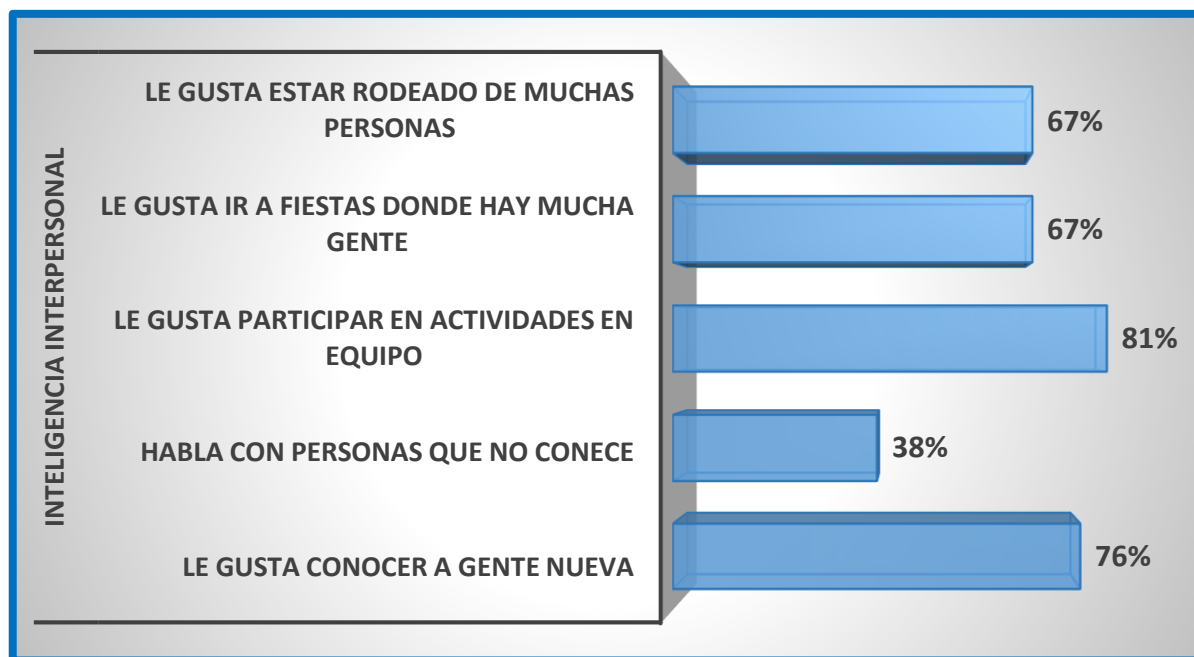 INTELIGENCIA INTERPERSONAL
LE GUSTA ESTAR RODEADO DE MUCHAS
PERSONAS
67%
LE GUSTA IR A FIESTAS DONDE HAY MUCHA
GENTE
67%
LE GUSTA PARTICIPAR EN ACTIVIDADES EN
EQUIPO
81%
HABLA CON PERSONAS QUE NO CONECE
38%
LE GUSTA CONOCER A GENTE NUEVA
76%